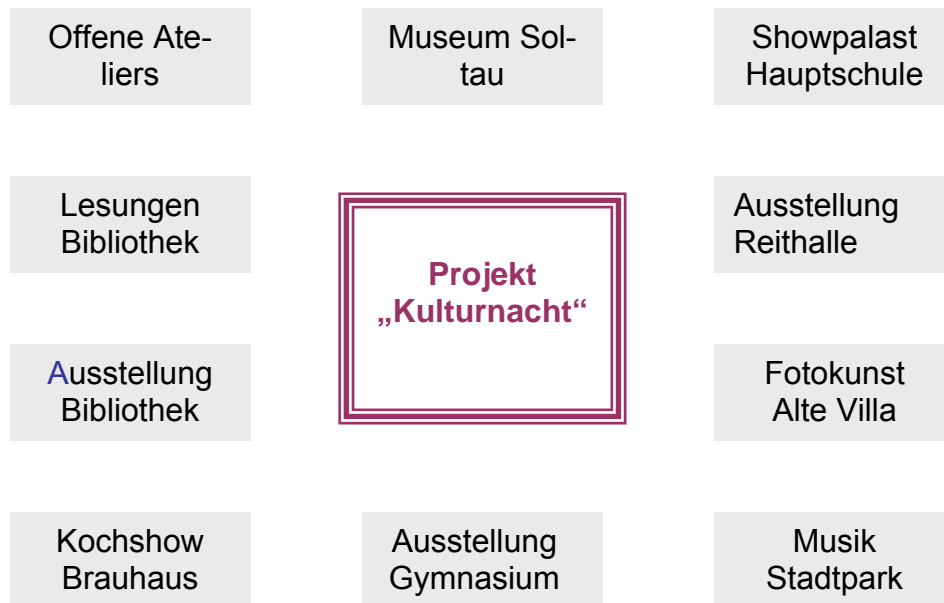 Offene Ate-
liers
Museum Sol-
tau
Showpalast
Hauptschule
Lesungen
Bibliothek
Projekt
„Kulturnacht“
Ausstellung
Reithalle
Ausstellung
Bibliothek
Fotokunst
Alte Villa
Kochshow
Brauhaus
Ausstellung
Gymnasium
Musik
Stadtpark